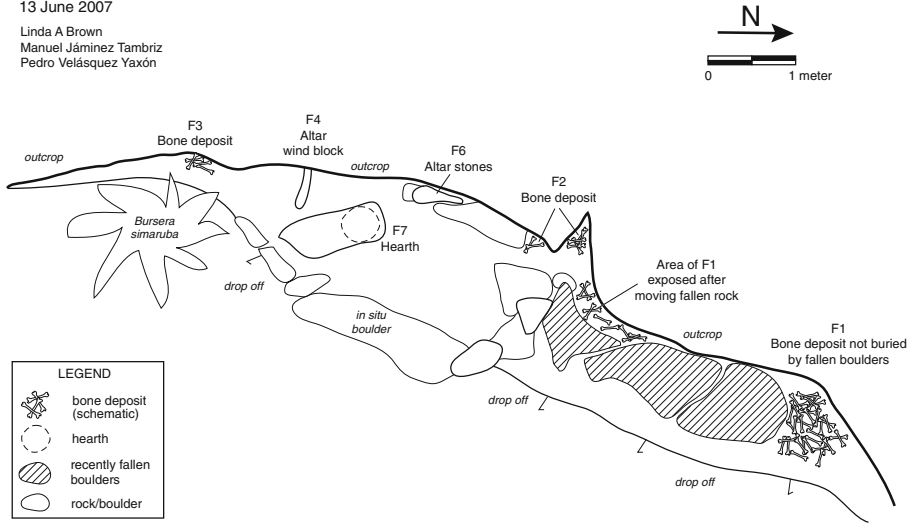 13 June 2007
Linda A Brown
Manuel Jáminez Tambriz
Pedro Velásquez Yaxón
N
0 1 meter
F3
Bone deposit
F4
Altar
wind block
outcrop
outcrop
F6
Altar stones
F2
Bone deposit
Bursera
simaruba
F7
Hearth
drop off
Area of F1
exposed after
moving fallen rock
in situ
boulder
outcrop
F1
Bone deposit not buried
by fallen boulders
drop off
drop off
LEGEND
bone deposit
(schematic)
hearth
recently fallen
boulders
rock/boulder